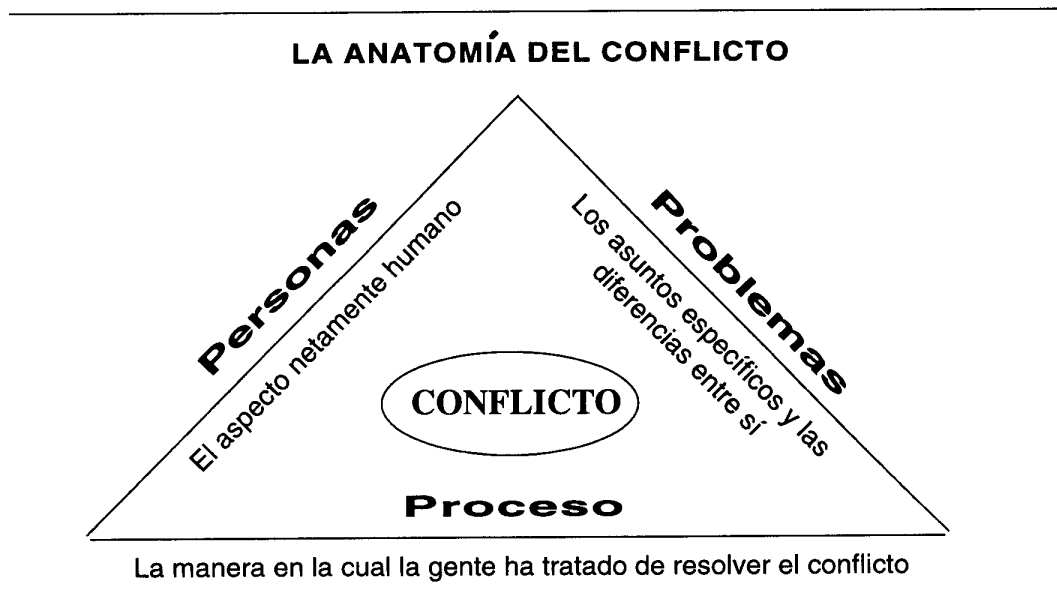 LA ANATOMÍA DEL CONFLICTO
Personas
El aspecto netamente humano
Problemas
Los asuntos específicos y las
diferencias entre sí
CONFLICTO
Proceso
La manera en la cual la gente ha tratado de resolver el conflicto